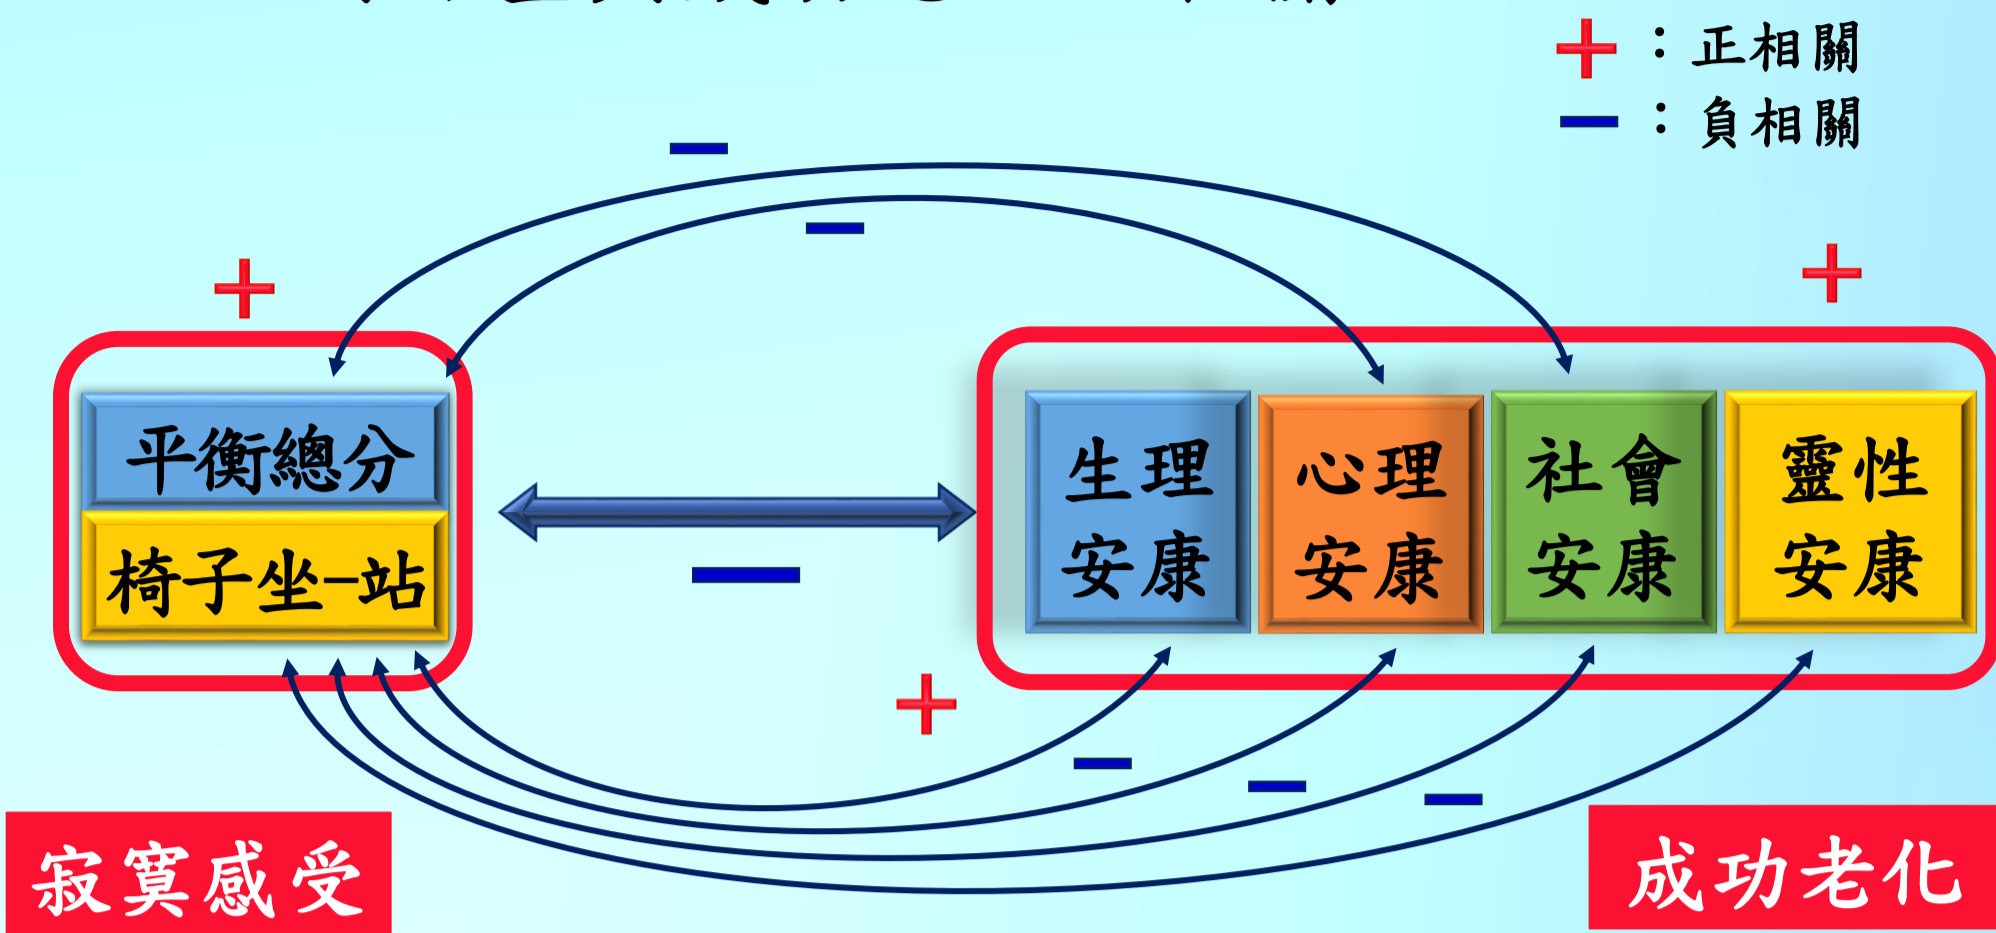 ：正相關
：負相關
平衡總分
椅子坐-站
生理
安康
心理
安康
社會
安康
靈性
安康
寂寞感受
成功老化